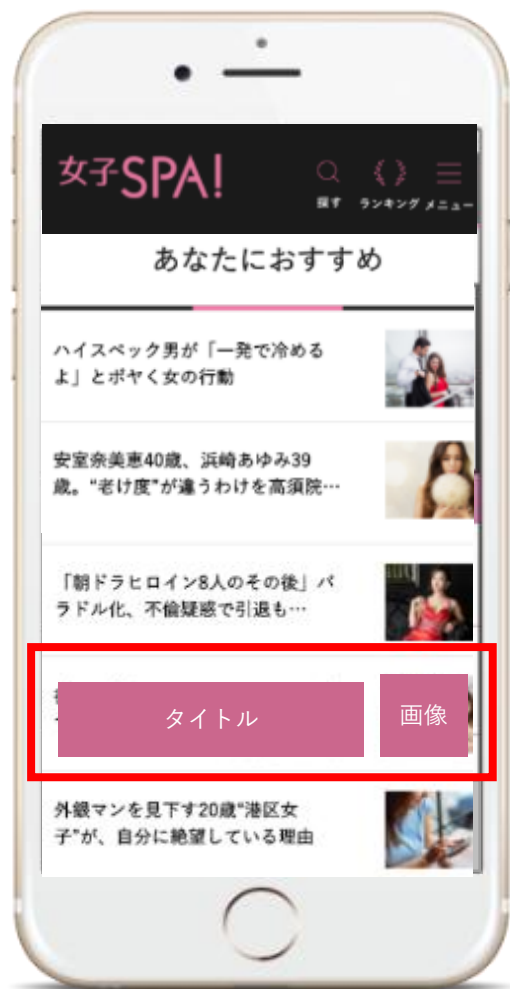 女子SPA!
探す ランキング メニュー
あなたにおすすめ
ハイスペック男が「一発で冷める
よ」とボヤく女の行動
安室奈美恵40歳、浜崎あゆみ39
歳。“老け度”が違うわけを高須院…
「朝ドラヒロイン8人のその後」パ
ラドル化、不倫疑惑で引退も…
タイトル
画像
外銀マンを見下す20歳“港区女
子”が、自分に絶望している理由